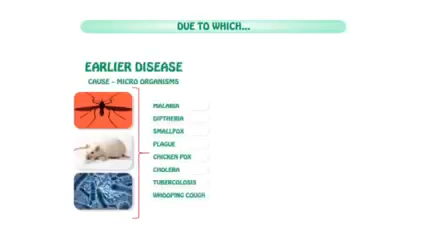 DUE TO WHICH...
EARLIER DISEASE
CAUSE - MICRO ORGANISMS
MALARIA
DIPTHERIA
SMALLPOX
PLAGUE
CHICKEN POX
CHOLERA
TUBERCOLOSIS
WHOOPING COUGH